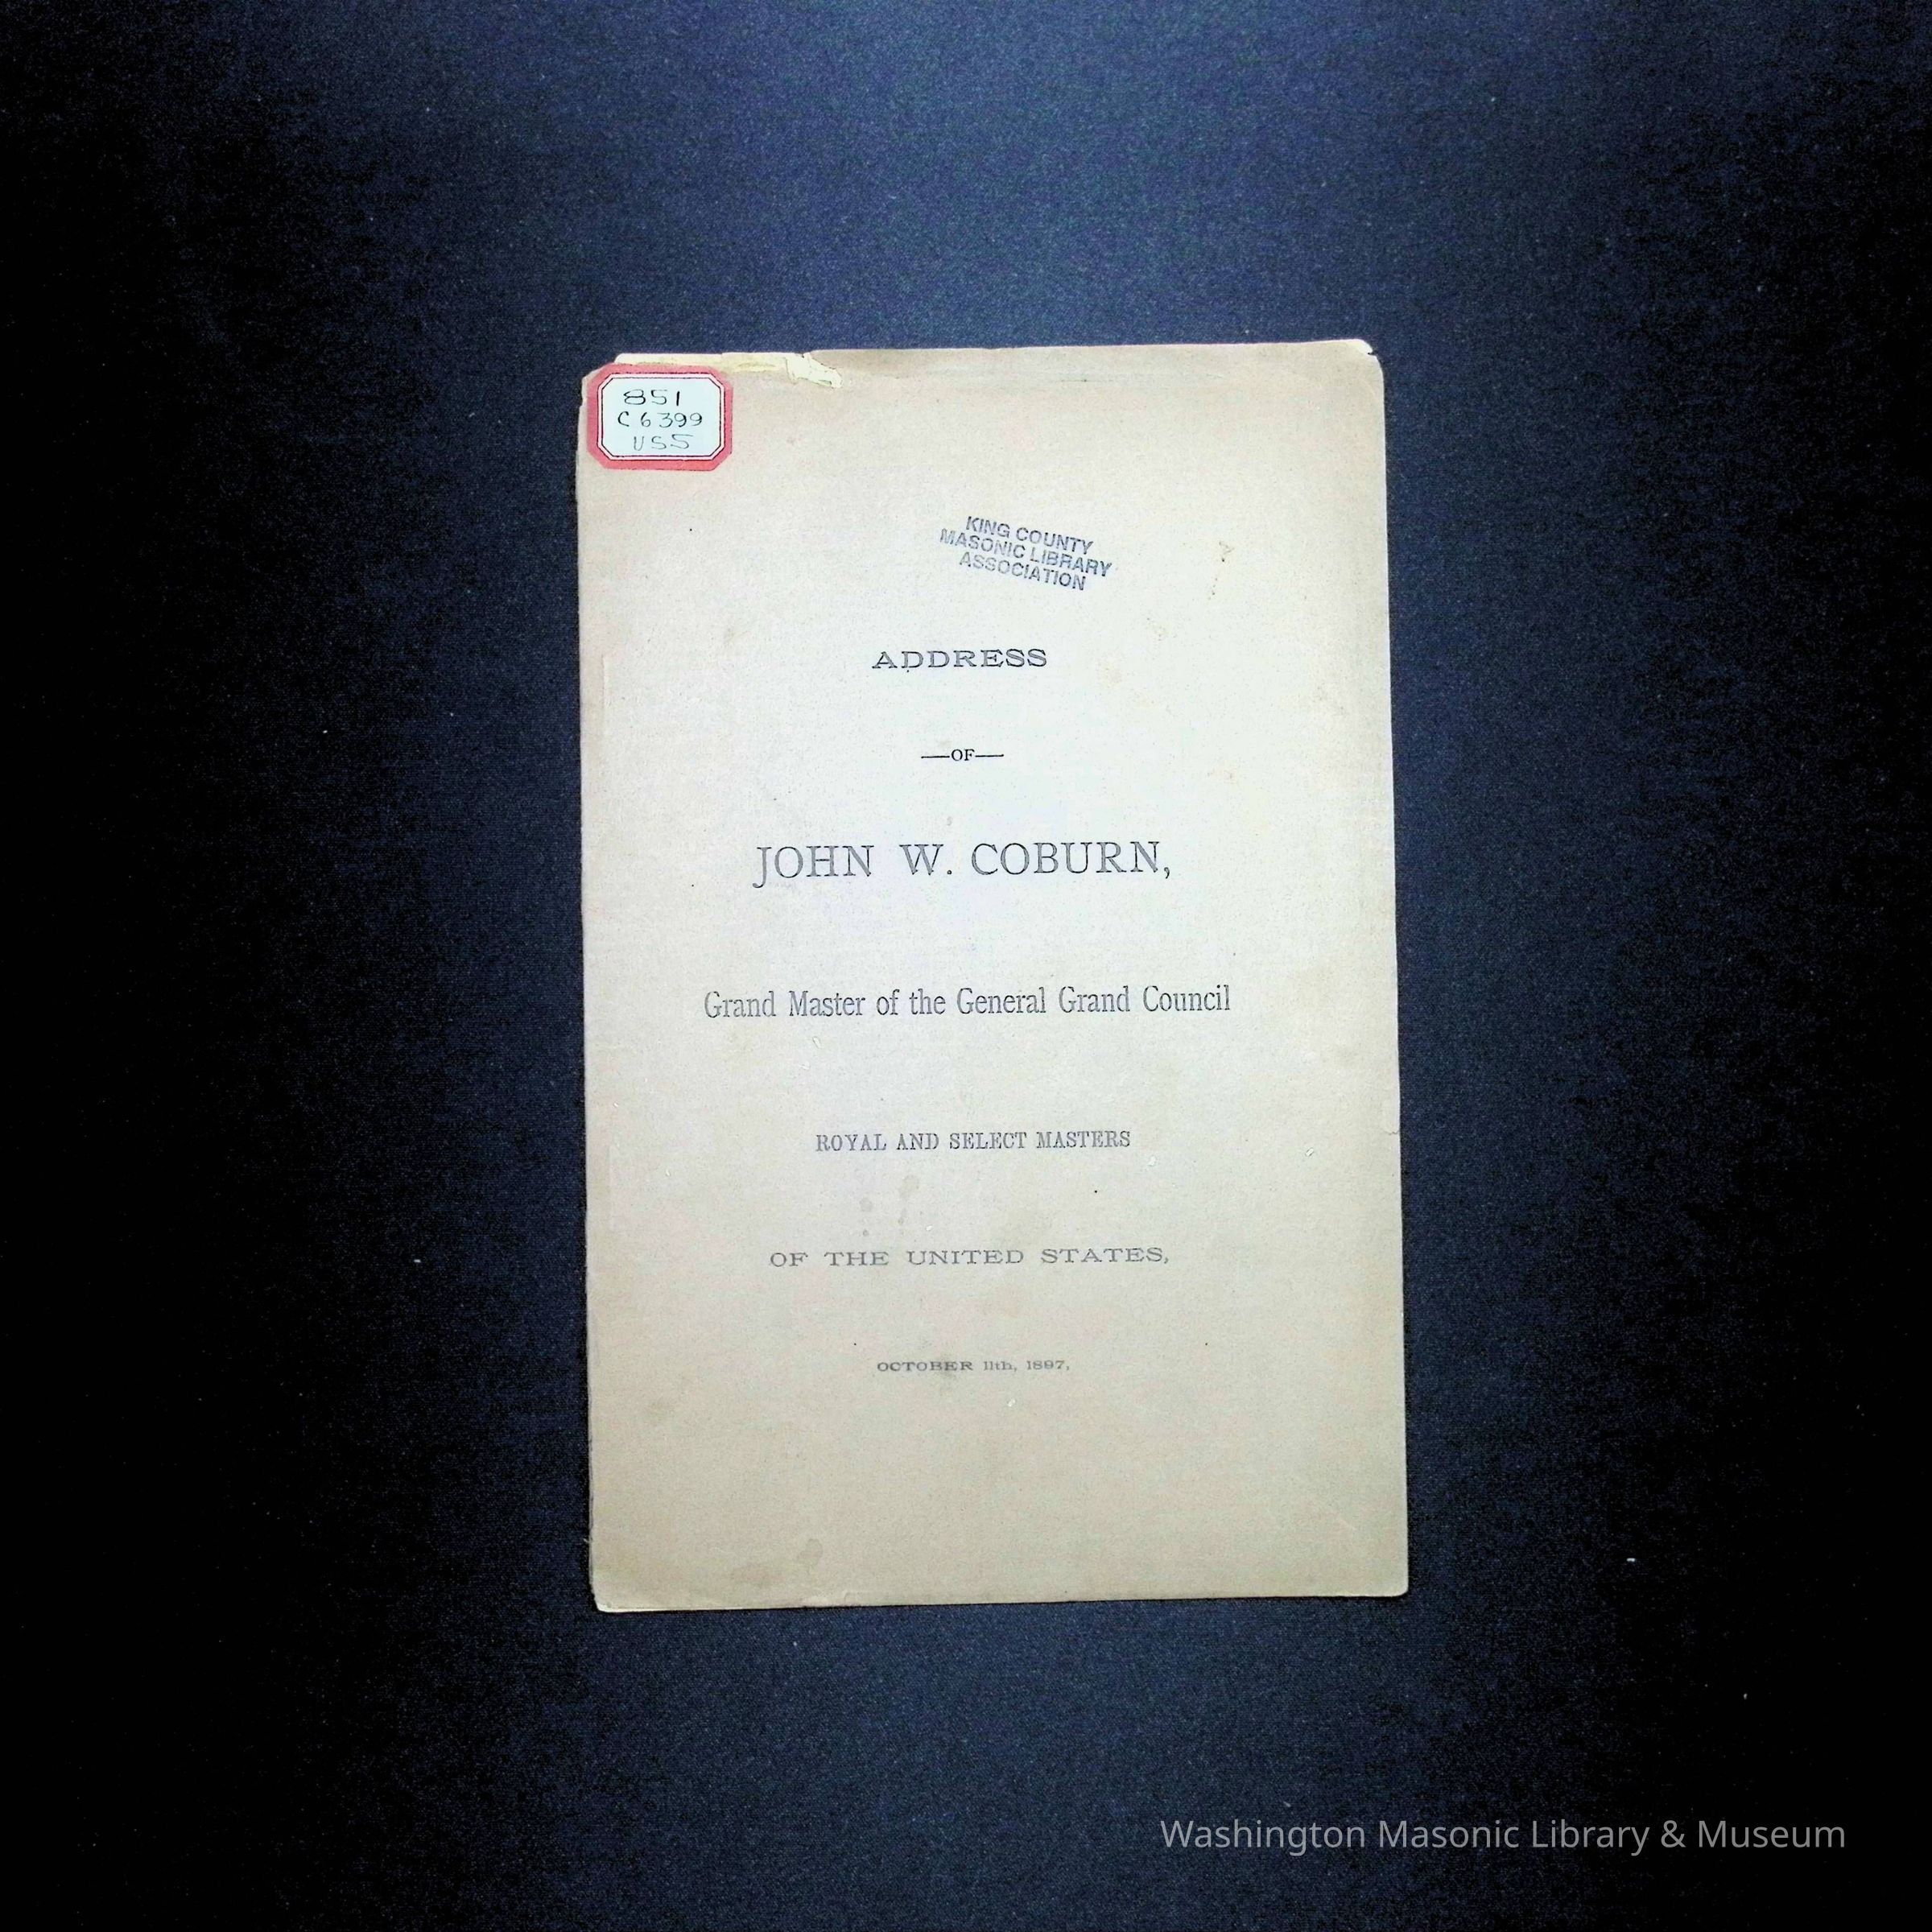 851
C6399
US5
KING COUNTY
MASONIC LIBRARY
ASSOCIATION
ADDRESS
—OF—
JOHN W. COBURN,
Grand Master of the General Grand Council
ROYAL AND SELECT MASTERS
OF THE UNITED STATES,
OCTOBER 11th, 1897,
Washington Masonic Library & Museum